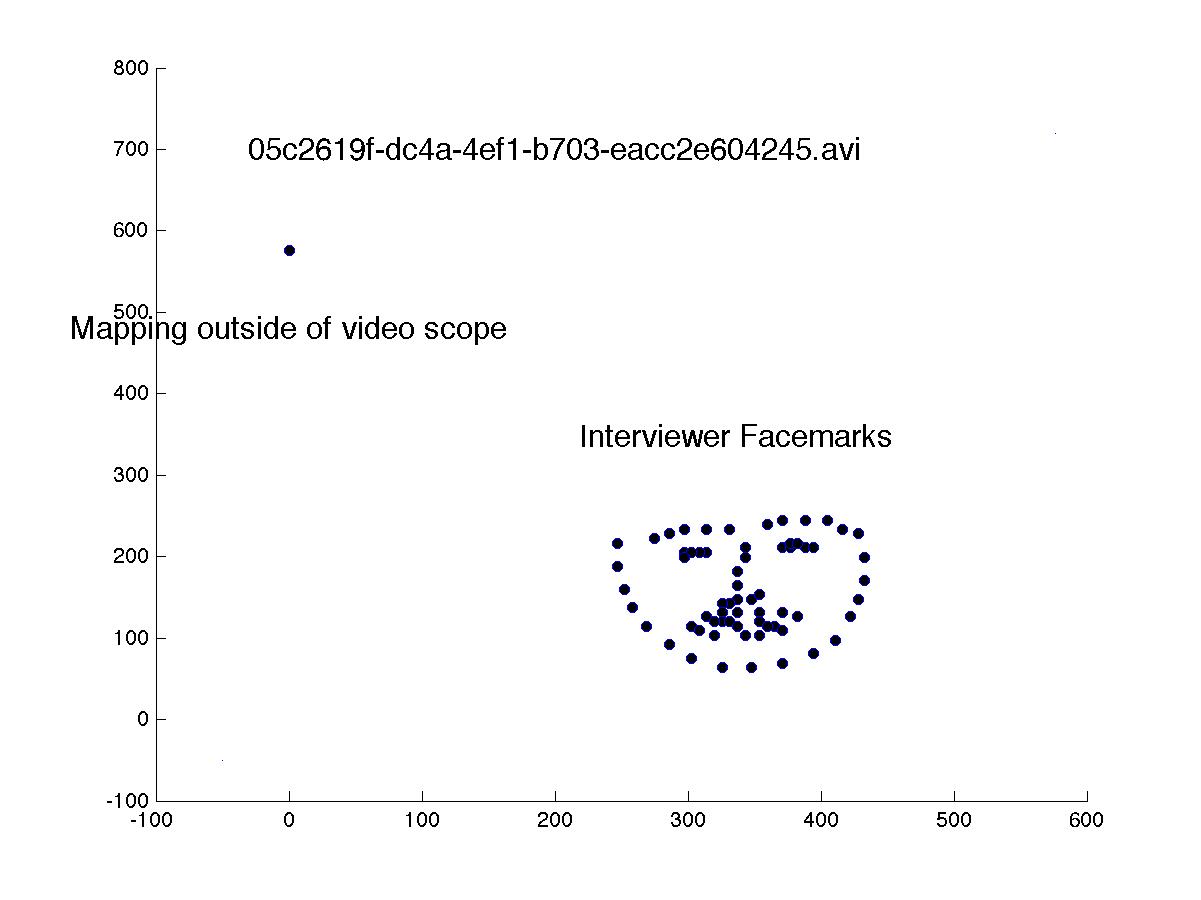 800
700
05c2619f-dc4a-4ef1-b703-eacc2e604245.avi
600
500
Mapping outside of video scope
400
Interviewer Facemarks
300
200
100
0
-100
-100 0 100 200 300 400 500 600